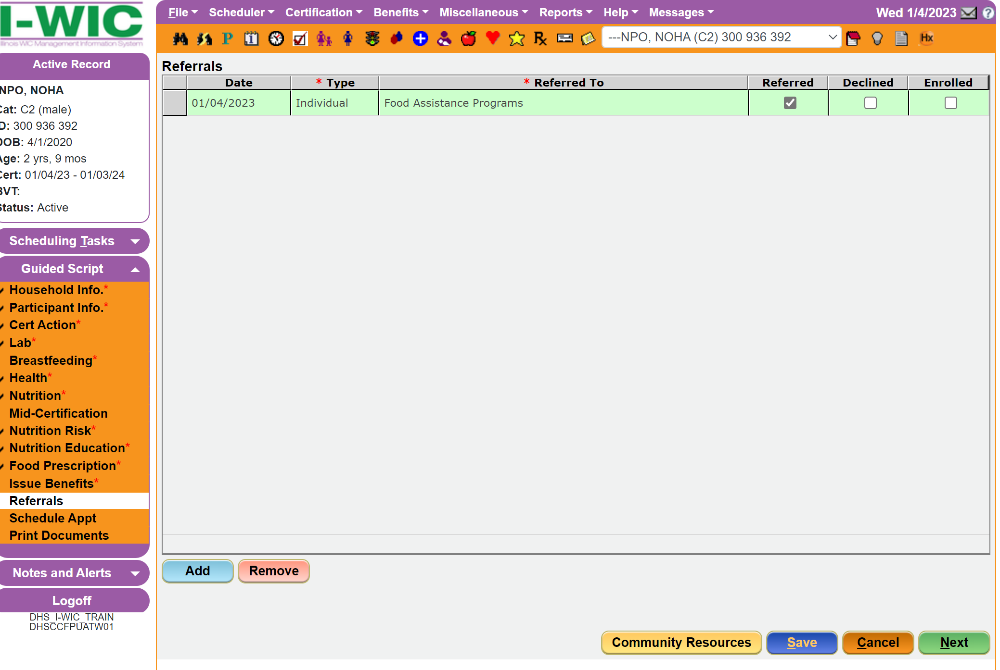 I-WIC
Illinois WIC Management Information System
File Scheduler Certification Benefits Miscellaneous Reports Help Messages Wed 1/4/2023 ?
P 1 Rx ---NPO, NOHA (C2) 300 936 392 Hx
Active Record
NPO, NOHA
Cat: C2 (male)
ID: 300 936 392
DOB: 4/1/2020
Age: 2 yrs, 9 mos
Cert: 01/04/23 - 01/03/24
BVT:
Status: Active
Scheduling Tasks
Guided Script
Household Info.*
Participant Info.*
Cert Action*
Lab*
Breastfeeding*
Health*
Nutrition*
Mid-Certification
Nutrition Risk*
Nutrition Education*
Food Prescription*
Issue Benefits*
Referrals
Schedule Appt
Print Documents
Notes and Alerts
Logoff
DHS_I-WIC_TRAIN
DHSCCFPUATW01
Referrals
Date * Type * Referred To Referred Declined Enrolled
01/04/2023 Individual Food Assistance Programs
Add Remove
Community Resources Save Cancel Next